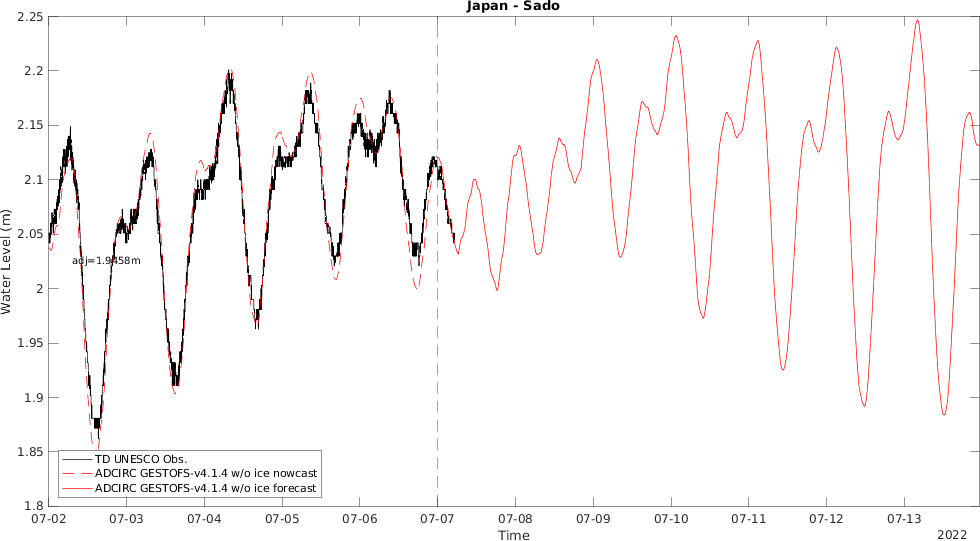 Japan - Sado
2.25
2.2
2.15
2.1
2.05
2
1.95
1.9
1.85
1.8
Water Level (m)
adj=1.9458m
TD UNESCO Obs.
ADCIRC GESTOFS-v4.1.4 w/o ice nowcast
ADCIRC GESTOFS-v4.1.4 w/o ice forecast
07-02 07-03 07-04 07-05 07-06 07-07 07-08 07-09 07-10 07-11 07-12 07-13
Time
2022